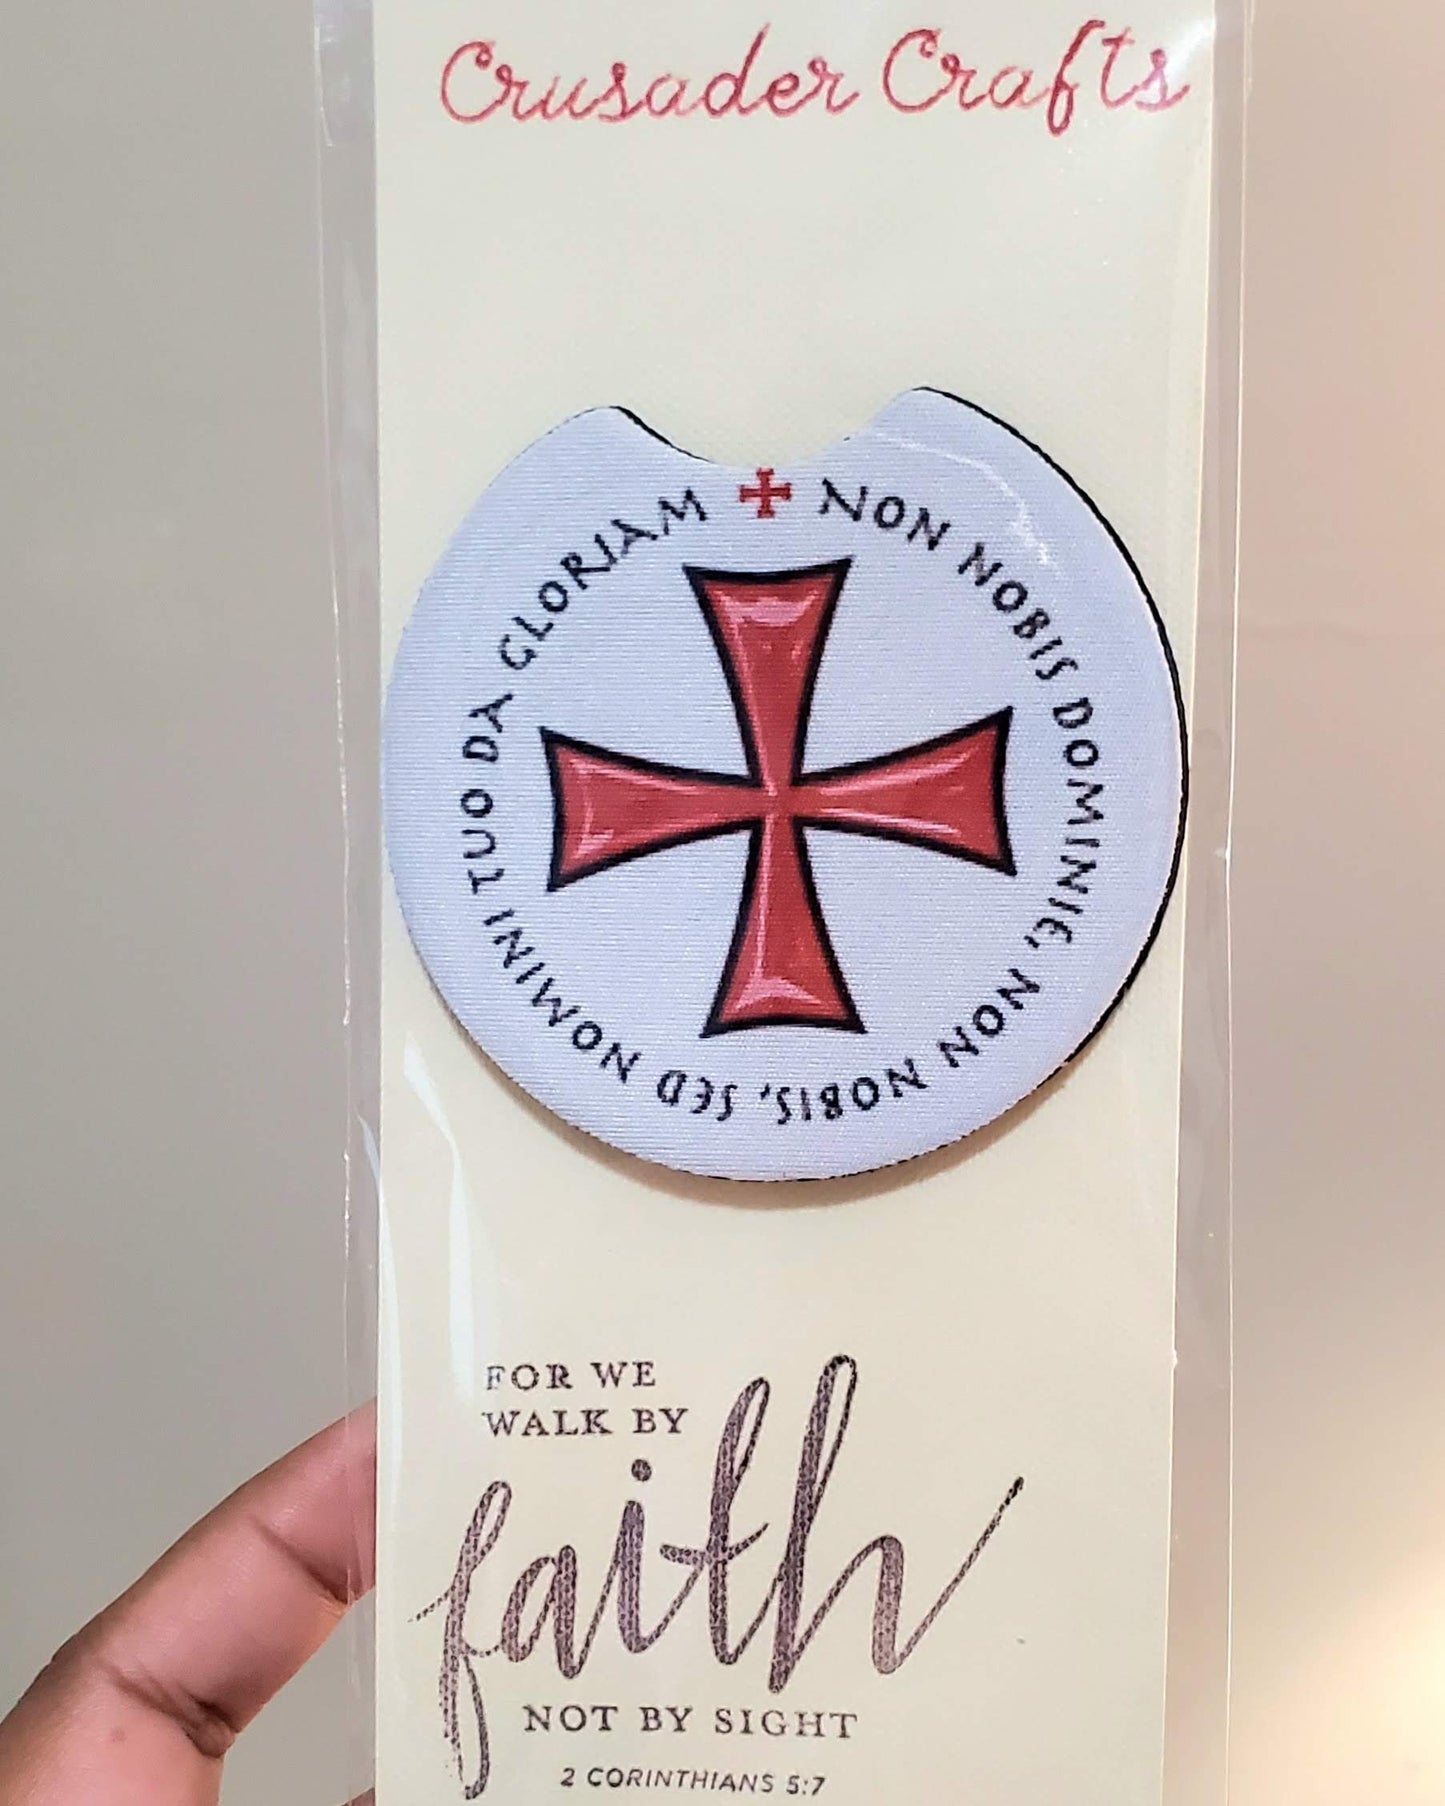 Crusader Crafts
NON NOBIS DOMINIE, NON NOBIS, SED NOMINI TUO DA GLORIAM
FOR WE
WALK BY
faith
NOT BY SIGHT
2 CORINTHIANS 5:7